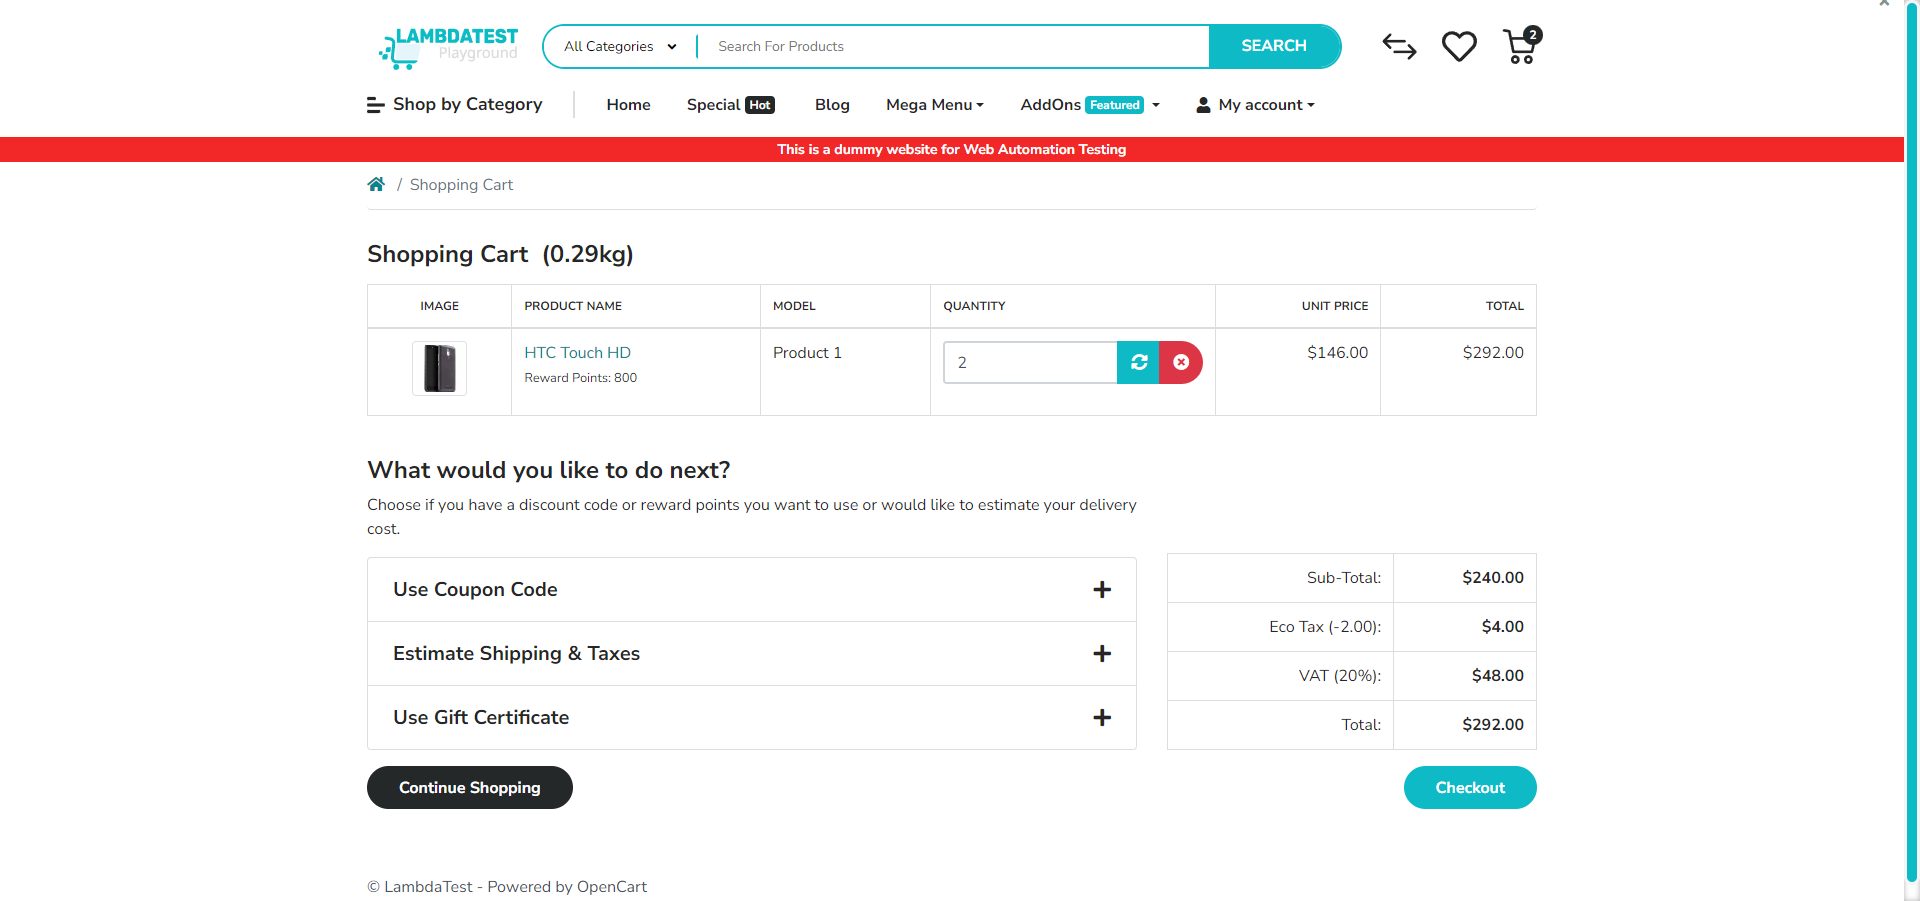 LAMBDATEST
Playground
All Categories
Search For Products
SEARCH
2
Shop by Category
Home
Special Hot
Blog
Mega Menu
AddOns Featured
My account
This is a dummy website for Web Automation Testing
/ Shopping Cart
Shopping Cart (0.29kg)
IMAGE PRODUCT NAME MODEL QUANTITY UNIT PRICE TOTAL
HTC Touch HD Product 1 2 $146.00 $292.00
Reward Points: 800
What would you like to do next?
Choose if you have a discount code or reward points you want to use or would like to estimate your delivery
cost.
Use Coupon Code
Estimate Shipping & Taxes
Use Gift Certificate
Sub-Total: $240.00
Eco Tax (-2.00): $4.00
VAT (20%): $48.00
Total: $292.00
Continue Shopping
Checkout
© LambdaTest - Powered by OpenCart